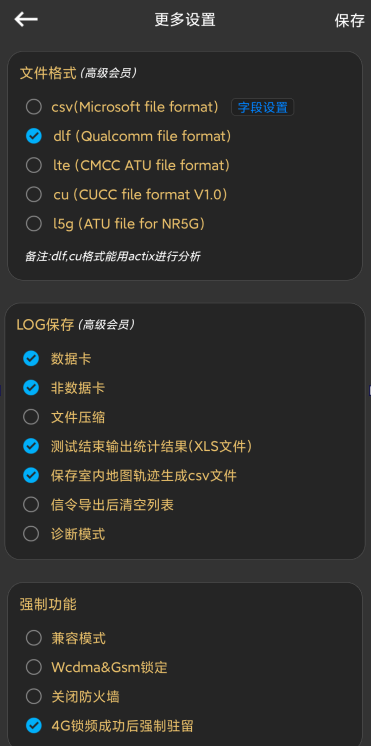 更多设置
保存
文件格式 (高级会员)
csv(Microsoft file format) 字段设置
dlf (Qualcomm file format)
lte (CMCC ATU file format)
cu (CUCC file format V1.0)
l5g (ATU file for NR5G)
备注:dlf,cu格式能用actix进行分析
LOG保存 (高级会员)
数据卡
非数据卡
文件压缩
测试结束输出统计结果(XLS文件)
保存室内地图轨迹生成csv文件
信令导出后清空列表
诊断模式
强制功能
兼容模式
Wcdma&Gsm锁定
关闭防火墙
4G锁频成功后强制驻留